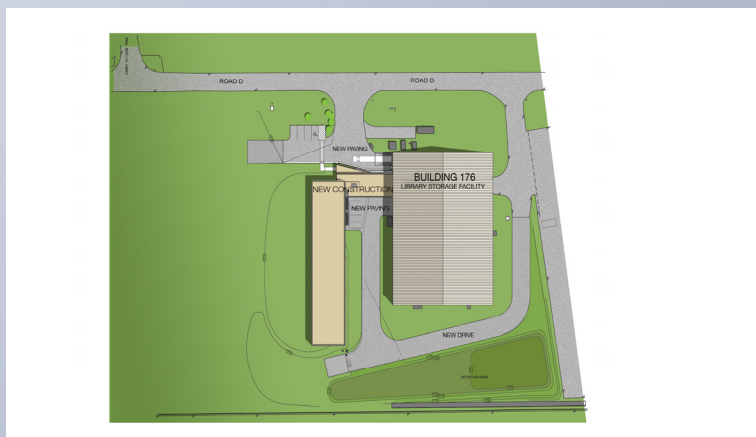 ROAD D
ROAD D
NEW PAVING
BUILDING 176
LIBRARY STORAGE FACILITY
NEW CONSTRUCTION
NEW PAVING
NEW DRIVE